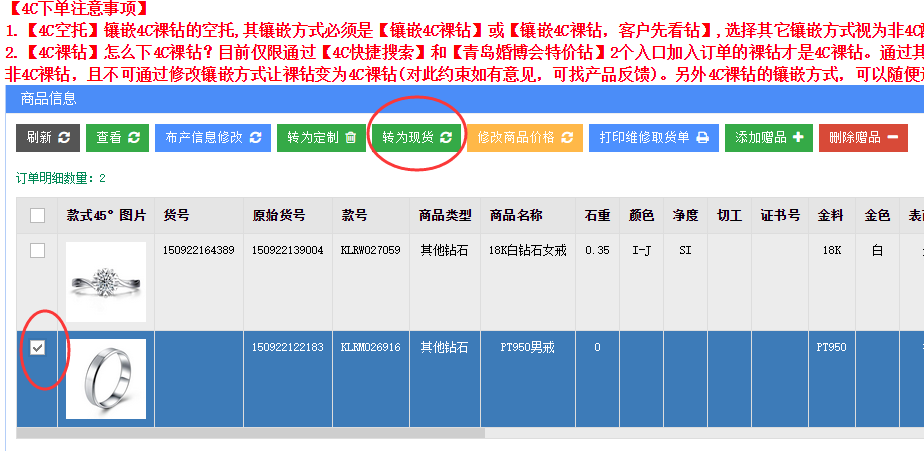 【4C下单注意事项】
1.【4C空托】镶嵌4C裸钻的空托,其镶嵌方式必须是【镶嵌4C裸钻】或【镶嵌4C裸钻，客户先看钻】,选择其它镶嵌方式视为非4C
2.【4C裸钻】怎么下4C裸钻？目前仅限通过【4C快捷搜索】和【青岛婚博会特价钻】2个入口加入订单的裸钻才是4C裸钻。通过其
非4C裸钻，且不可通过修改镶嵌方式让裸钻变为4C裸钻(对此约束如有意见，可找产品反馈)。另外4C裸钻的镶嵌方式，可以随便
商品信息
刷新 查看 布产信息修改 转为定制 转为现货 修改商品价格 打印维修取货单 添加赠品 删除赠品
订单明细数量：2
款式45°图片 货号 原始货号 款号 商品类型 商品名称 石重 颜色 净度 切工 证书号 金料 金色 表
150922164389 150922139004 KLRW027059 其他钻石 18K白钻石女戒 0.35 I-J SI 18K 白
150922122183 KLRM026916 其他钻石 PT950男戒 0 PT950